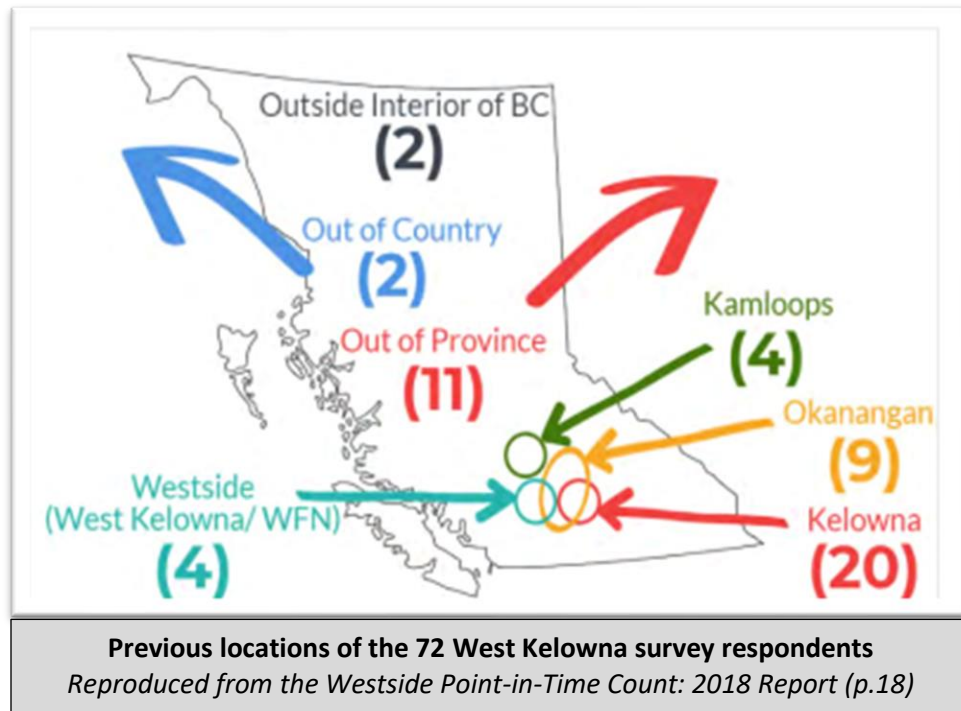 Outside Interior of BC
(2)
Out of Country
(2)
Out of Province
(11)
Kamloops
(4)
Okanangan
(9)
Westside
(West Kelowna/ WFN)
(4)
Kelowna
(20)
Previous locations of the 72 West Kelowna survey respondents
Reproduced from the Westside Point-in-Time Count: 2018 Report (p.18)